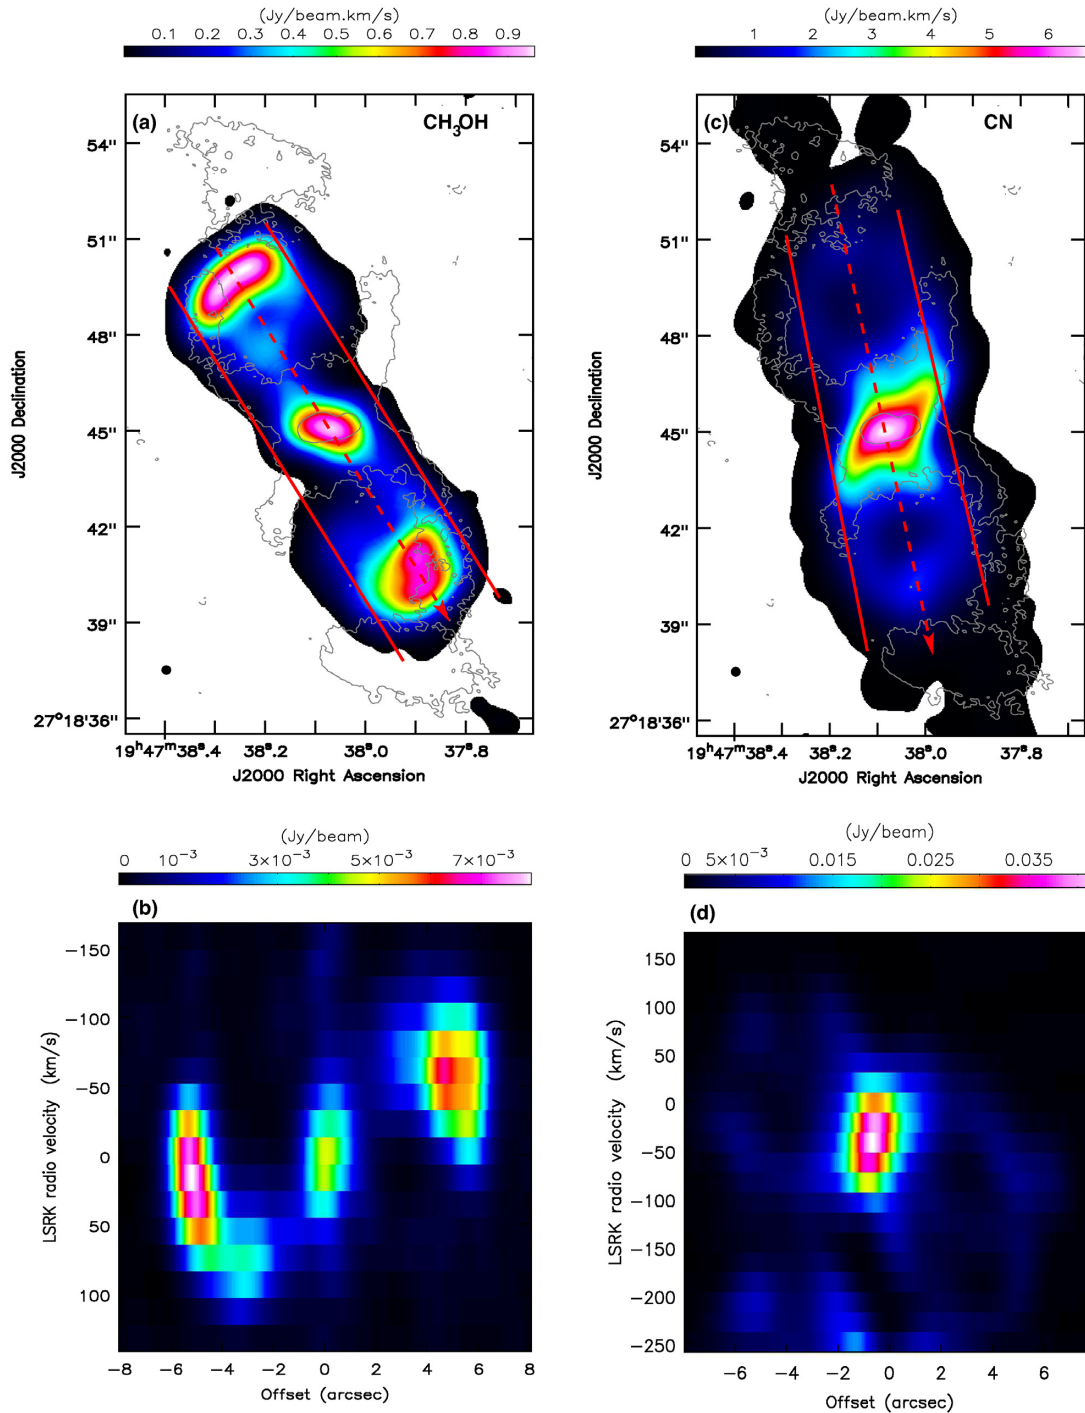 (Jy/beam.km/s)
0.1 0.2 0.3 0.4 0.5 0.6 0.7 0.8 0.9
(a) CH₃OH
54"
51"
48"
45"
42"
39"
27°18'36"
J2000 Declination
19ʰ47ᵐ38ˢ.4 38ˢ.2 38ˢ.0 37ˢ.8
J2000 Right Ascension
(Jy/beam.km/s)
1 2 3 4 5 6
(c) CN
54"
51"
48"
45"
42"
39"
27°18'36"
J2000 Declination
19ʰ47ᵐ38ˢ.4 38ˢ.2 38ˢ.0 37ˢ.8
J2000 Right Ascension
(Jy/beam)
0 10⁻³ 3×10⁻³ 5×10⁻³ 7×10⁻³
(b)
−150
−100
−50
0
50
100
LSRK radio velocity (km/s)
−8 −6 −4 −2 0 2 4 6 8
Offset (arcsec)
(Jy/beam)
0 5×10⁻³ 0.015 0.025 0.035
(d)
150
100
50
0
−50
−100
−150
−200
−250
LSRK radio velocity (km/s)
−6 −4 −2 0 2 4 6
Offset (arcsec)